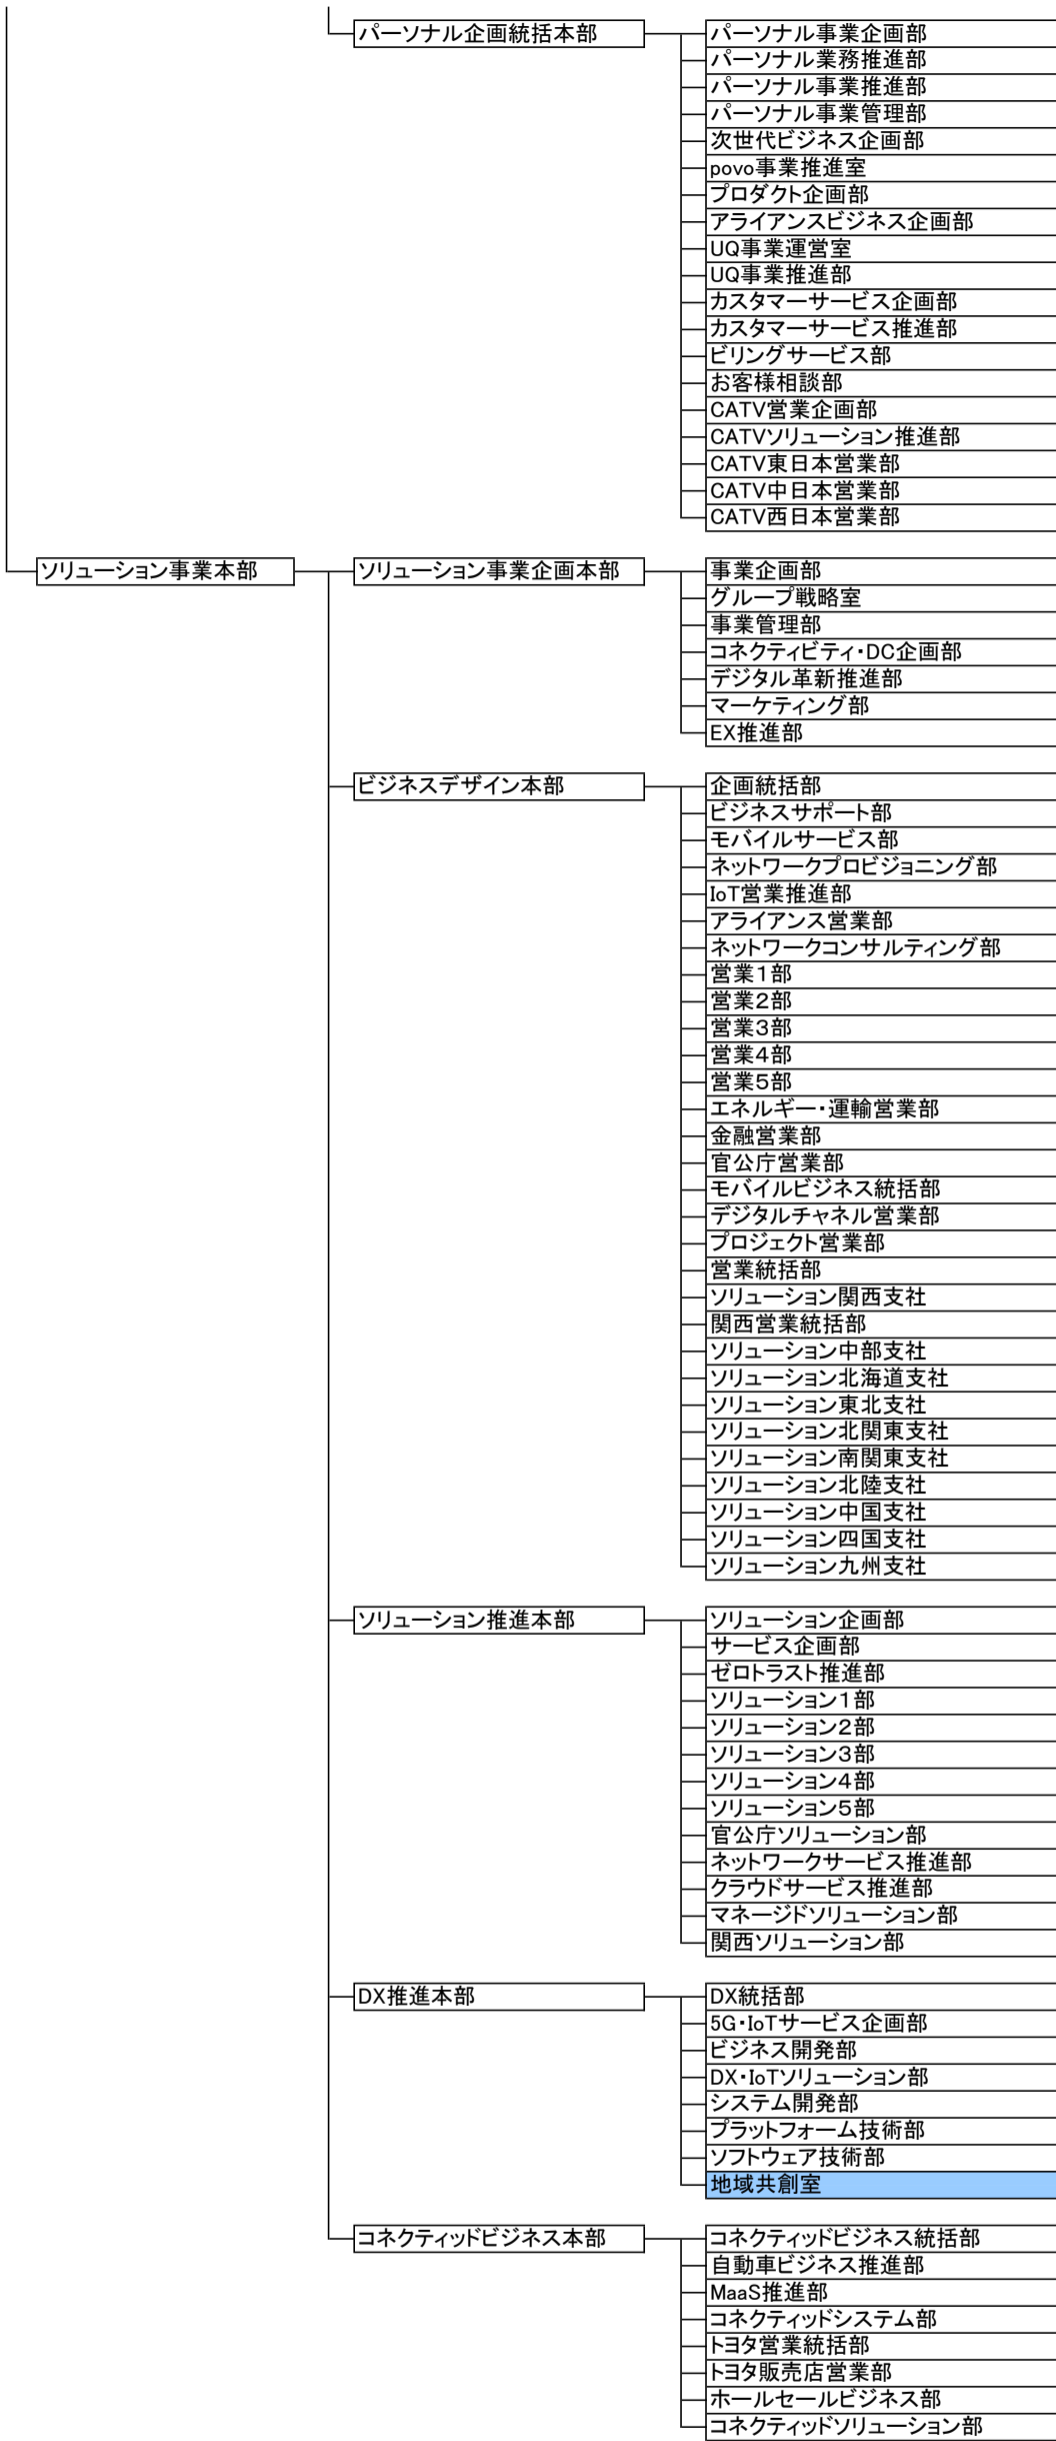 パーソナル企画統括本部
パーソナル事業企画部
パーソナル業務推進部
パーソナル事業推進部
パーソナル事業管理部
次世代ビジネス企画部
povo事業推進室
プロダクト企画部
アライアンスビジネス企画部
UQ事業運営室
UQ事業推進部
カスタマーサービス企画部
カスタマーサービス推進部
ビリングサービス部
お客様相談部
CATV営業企画部
CATVソリューション推進部
CATV東日本営業部
CATV中日本営業部
CATV西日本営業部
ソリューション事業本部
ソリューション事業企画本部
事業企画部
グループ戦略室
事業管理部
コネクティビティ・DC企画部
デジタル革新推進部
マーケティング部
EX推進部
ビジネスデザイン本部
企画統括部
ビジネスサポート部
モバイルサービス部
ネットワークプロビジョニング部
IoT営業推進部
アライアンス営業部
ネットワークコンサルティング部
営業1部
営業2部
営業3部
営業4部
営業5部
エネルギー・運輸営業部
金融営業部
官公庁営業部
モバイルビジネス統括部
デジタルチャネル営業部
プロジェクト営業部
営業統括部
ソリューション関西支社
関西営業統括部
ソリューション中部支社
ソリューション北海道支社
ソリューション東北支社
ソリューション北関東支社
ソリューション南関東支社
ソリューション北陸支社
ソリューション中国支社
ソリューション四国支社
ソリューション九州支社
ソリューション推進本部
ソリューション企画部
サービス企画部
ゼロトラスト推進部
ソリューション1部
ソリューション2部
ソリューション3部
ソリューション4部
ソリューション5部
官公庁ソリューション部
ネットワークサービス推進部
クラウドサービス推進部
マネージドソリューション部
関西ソリューション部
DX推進本部
DX統括部
5G・IoTサービス企画部
ビジネス開発部
DX・IoTソリューション部
システム開発部
プラットフォーム技術部
ソフトウェア技術部
地域共創室
コネクティッドビジネス本部
コネクティッドビジネス統括部
自動車ビジネス推進部
MaaS推進部
コネクティッドシステム部
トヨタ営業統括部
トヨタ販売店営業部
ホールセールビジネス部
コネクティッドソリューション部